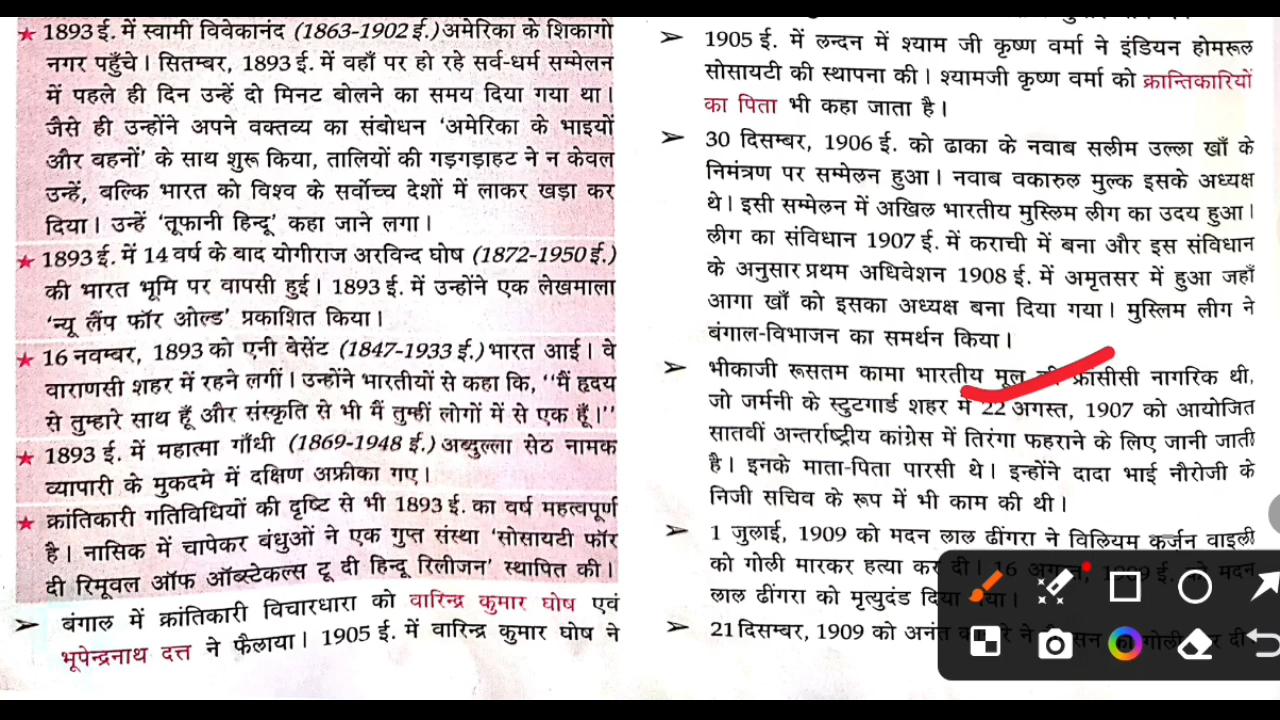 ★ 1893 ई. में स्वामी विवेकानंद (1863-1902 ई.) अमेरिका के शिकागो
नगर पहुँचे। सितम्बर, 1893 ई. में वहाँ पर हो रहे सर्व-धर्म सम्मेलन
में पहले ही दिन उन्हें दो मिनट बोलने का समय दिया गया था।
जैसे ही उन्होंने अपने वक्तव्य का संबोधन ‘अमेरिका के भाइयों
और बहनों’ के साथ शुरू किया, तालियों की गड़गड़ाहट ने न केवल
उन्हें, बल्कि भारत को विश्व के सर्वोच्च देशों में लाकर खड़ा कर
दिया। उन्हें ‘तूफानी हिन्दू’ कहा जाने लगा।
★ 1893 ई. में 14 वर्ष के बाद योगीराज अरविन्द घोष (1872-1950 ई.)
की भारत भूमि पर वापसी हुई। 1893 ई. में उन्होंने एक लेखमाला
‘न्यू लैंप फॉर ओल्ड’ प्रकाशित किया।
★ 16 नवम्बर, 1893 को एनी बेसेंट (1847-1933 ई.) भारत आई। वे
वाराणसी शहर में रहने लगीं। उन्होंने भारतीयों से कहा कि, ‘‘मैं हृदय
से तुम्हारे साथ हूँ और संस्कृति से भी मैं तुम्हीं लोगों में से एक हूँ।’’
★ 1893 ई. में महात्मा गाँधी (1869-1948 ई.) अब्दुल्ला सेठ नामक
व्यापारी के मुकदमे में दक्षिण अफ्रीका गए।
★ क्रांतिकारी गतिविधियों की दृष्टि से भी 1893 ई. का वर्ष महत्वपूर्ण
है। नासिक में चापेकर बंधुओं ने एक गुप्त संस्था ‘सोसायटी फॉर
दी रिमूवल ऑफ ऑब्स्टेकल्स टू दी हिन्दू रिलीजन’ स्थापित की।
➢ बंगाल में क्रांतिकारी विचारधारा को वारिन्द्र कुमार घोष एवं
भूपेन्द्रनाथ दत्त ने फैलाया। 1905 ई. में वारिन्द्र कुमार घोष ने
➢ 1905 ई. में लन्दन में श्याम जी कृष्ण वर्मा ने इंडियन होमरूल
सोसायटी की स्थापना की। श्यामजी कृष्ण वर्मा को क्रान्तिकारियों
का पिता भी कहा जाता है।
➢ 30 दिसम्बर, 1906 ई. को ढाका के नवाब सलीम उल्ला खाँ के
निमंत्रण पर सम्मेलन हुआ। नवाब वकारुल मुल्क इसके अध्यक्ष
थे। इसी सम्मेलन में अखिल भारतीय मुस्लिम लीग का उदय हुआ।
लीग का संविधान 1907 ई. में कराची में बना और इस संविधान
के अनुसार प्रथम अधिवेशन 1908 ई. में अमृतसर में हुआ जहाँ
आगा खाँ को इसका अध्यक्ष बना दिया गया। मुस्लिम लीग ने
बंगाल-विभाजन का समर्थन किया।
➢ भीकाजी रूसतम कामा भारतीय मूल की फ्रांसीसी नागरिक थी,
जो जर्मनी के स्टुटगार्ड शहर में 22 अगस्त, 1907 को आयोजित
सातवीं अन्तर्राष्ट्रीय कांग्रेस में तिरंगा फहराने के लिए जानी जाती
है। इनके माता-पिता पारसी थे। इन्होंने दादा भाई नौरोजी के
निजी सचिव के रूप में भी काम की थी।
➢ 1 जुलाई, 1909 को मदन लाल ढींगरा ने विलियम कर्जन वाइली
को गोली मारकर हत्या कर दी। 16 अगस्त, 1909 ई. को मदन
लाल ढींगरा को मृत्युदंड दिया गया।
➢ 21 दिसम्बर, 1909 को अनंत